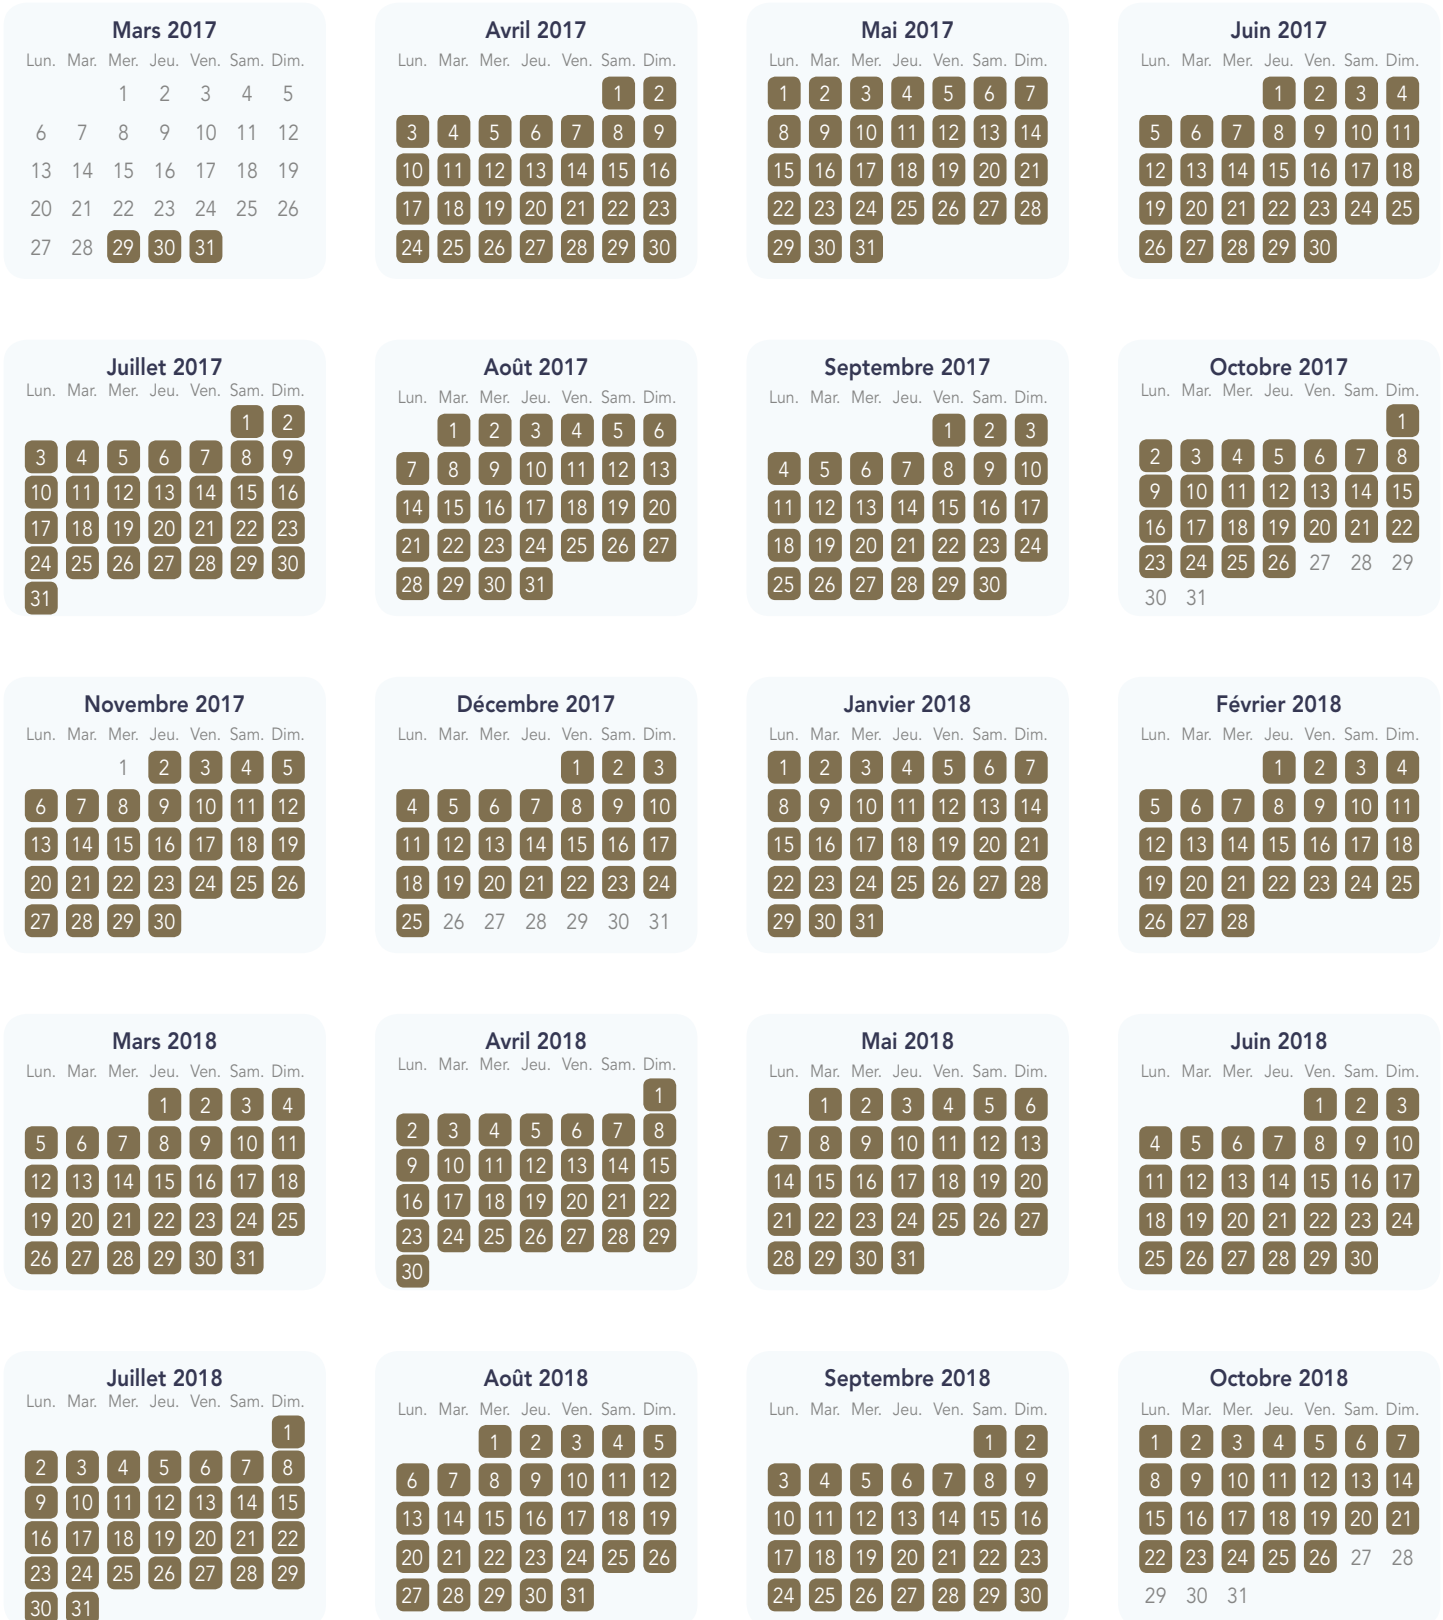 Mars 2017
Lun. Mar. Mer. Jeu. Ven. Sam. Dim.
1 2 3 4 5
6 7 8 9 10 11 12
13 14 15 16 17 18 19
20 21 22 23 24 25 26
27 28 29 30 31
Avril 2017
Lun. Mar. Mer. Jeu. Ven. Sam. Dim.
1 2
3 4 5 6 7 8 9
10 11 12 13 14 15 16
17 18 19 20 21 22 23
24 25 26 27 28 29 30
Mai 2017
Lun. Mar. Mer. Jeu. Ven. Sam. Dim.
1 2 3 4 5 6 7
8 9 10 11 12 13 14
15 16 17 18 19 20 21
22 23 24 25 26 27 28
29 30 31
Juin 2017
Lun. Mar. Mer. Jeu. Ven. Sam. Dim.
1 2 3 4
5 6 7 8 9 10 11
12 13 14 15 16 17 18
19 20 21 22 23 24 25
26 27 28 29 30
Juillet 2017
Lun. Mar. Mer. Jeu. Ven. Sam. Dim.
1 2
3 4 5 6 7 8 9
10 11 12 13 14 15 16
17 18 19 20 21 22 23
24 25 26 27 28 29 30
31
Août 2017
Lun. Mar. Mer. Jeu. Ven. Sam. Dim.
1 2 3 4 5 6
7 8 9 10 11 12 13
14 15 16 17 18 19 20
21 22 23 24 25 26 27
28 29 30 31
Septembre 2017
Lun. Mar. Mer. Jeu. Ven. Sam. Dim.
1 2 3
4 5 6 7 8 9 10
11 12 13 14 15 16 17
18 19 20 21 22 23 24
25 26 27 28 29 30
Octobre 2017
Lun. Mar. Mer. Jeu. Ven. Sam. Dim.
1
2 3 4 5 6 7 8
9 10 11 12 13 14 15
16 17 18 19 20 21 22
23 24 25 26 27 28 29
30 31
Novembre 2017
Lun. Mar. Mer. Jeu. Ven. Sam. Dim.
1 2 3 4 5
6 7 8 9 10 11 12
13 14 15 16 17 18 19
20 21 22 23 24 25 26
27 28 29 30
Décembre 2017
Lun. Mar. Mer. Jeu. Ven. Sam. Dim.
1 2 3
4 5 6 7 8 9 10
11 12 13 14 15 16 17
18 19 20 21 22 23 24
25 26 27 28 29 30 31
Janvier 2018
Lun. Mar. Mer. Jeu. Ven. Sam. Dim.
1 2 3 4 5 6 7
8 9 10 11 12 13 14
15 16 17 18 19 20 21
22 23 24 25 26 27 28
29 30 31
Février 2018
Lun. Mar. Mer. Jeu. Ven. Sam. Dim.
1 2 3 4
5 6 7 8 9 10 11
12 13 14 15 16 17 18
19 20 21 22 23 24 25
26 27 28
Mars 2018
Lun. Mar. Mer. Jeu. Ven. Sam. Dim.
1 2 3 4
5 6 7 8 9 10 11
12 13 14 15 16 17 18
19 20 21 22 23 24 25
26 27 28 29 30 31
Avril 2018
Lun. Mar. Mer. Jeu. Ven. Sam. Dim.
1
2 3 4 5 6 7 8
9 10 11 12 13 14 15
16 17 18 19 20 21 22
23 24 25 26 27 28 29
30
Mai 2018
Lun. Mar. Mer. Jeu. Ven. Sam. Dim.
1 2 3 4 5 6
7 8 9 10 11 12 13
14 15 16 17 18 19 20
21 22 23 24 25 26 27
28 29 30 31
Juin 2018
Lun. Mar. Mer. Jeu. Ven. Sam. Dim.
1 2 3
4 5 6 7 8 9 10
11 12 13 14 15 16 17
18 19 20 21 22 23 24
25 26 27 28 29 30
Juillet 2018
Lun. Mar. Mer. Jeu. Ven. Sam. Dim.
1
2 3 4 5 6 7 8
9 10 11 12 13 14 15
16 17 18 19 20 21 22
23 24 25 26 27 28 29
30 31
Août 2018
Lun. Mar. Mer. Jeu. Ven. Sam. Dim.
1 2 3 4 5
6 7 8 9 10 11 12
13 14 15 16 17 18 19
20 21 22 23 24 25 26
27 28 29 30 31
Septembre 2018
Lun. Mar. Mer. Jeu. Ven. Sam. Dim.
1 2
3 4 5 6 7 8 9
10 11 12 13 14 15 16
17 18 19 20 21 22 23
24 25 26 27 28 29 30
Octobre 2018
Lun. Mar. Mer. Jeu. Ven. Sam. Dim.
1 2 3 4 5 6 7
8 9 10 11 12 13 14
15 16 17 18 19 20 21
22 23 24 25 26 27 28
29 30 31